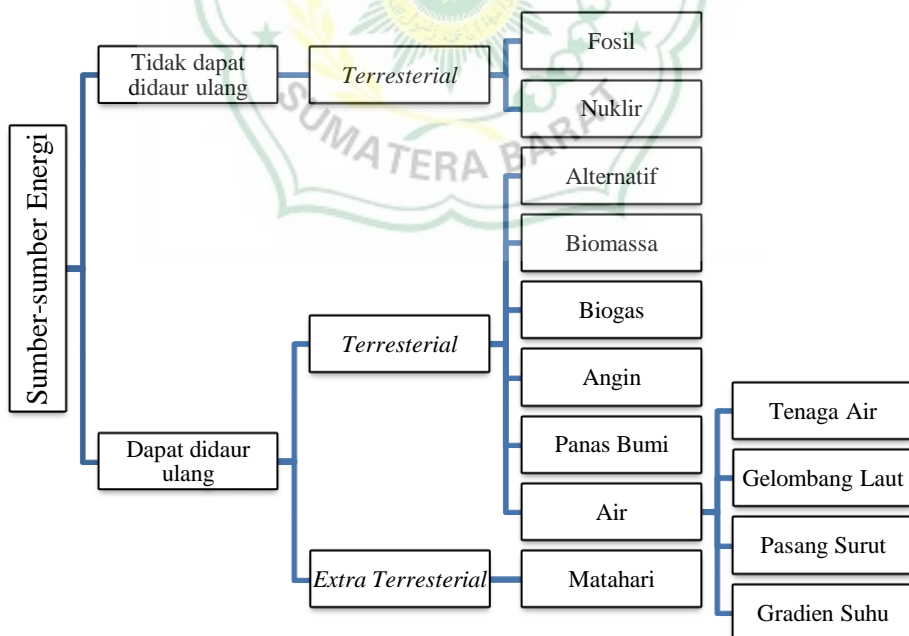 Sumber-sumber Energi
Tidak dapat
didaur ulang
Terresterial
Fosil
Nuklir
Dapat didaur
ulang
Terresterial
Alternatif
Biomassa
Biogas
Angin
Panas Bumi
Air
Tenaga Air
Gelombang Laut
Pasang Surut
Gradien Suhu
Extra Terresterial
Matahari
SUMATERA BARAT